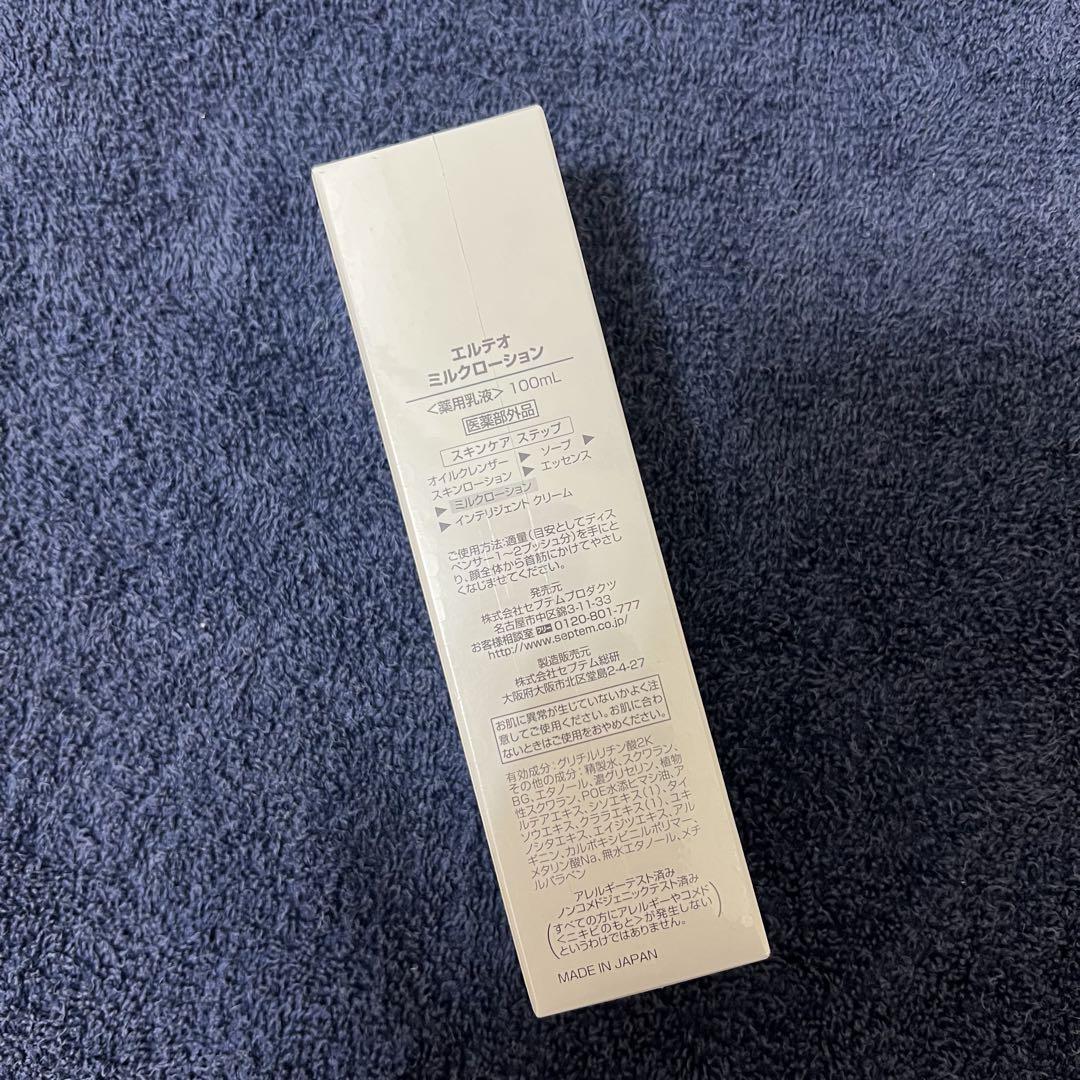 エルテオ
ミルクローション
<薬用乳液> 100mL
医薬部外品
スキンケア ステップ
オイルクレンザー ▶ ソープ ▶
スキンローション ▶ エッセンス
▶ ミルクローション
▶ インテリジェント クリーム
ご使用方法:適量(目安としてディス
ペンサー1〜2プッシュ分)を手にと
り、顔全体から首筋にかけてやさし
くなじませてください。
発売元
株式会社セプテムプロダクツ
名古屋市中区錦3-11-33
お客様相談室 フリー 0120-801-777
http://www.septem.co.jp/
製造販売元
株式会社セプテム総研
大阪府大阪市北区堂島2-4-27
お肌に異常が生じていないかよく注
意してご使用ください。お肌に合わ
ないときはご使用をおやめください。
有効成分:グリチルリチン酸2K
その他の成分:精製水、スクワラン、
BG、エタノール、濃グリセリン、植物
性スクワラン、POE水添ヒマシ油、ア
ルテアエキス、シソエキス(1)、タイ
ソウエキス、クララエキス(1)、ユキ
ノシタエキス、エイジツエキス、アル
ギニン、カルボキシビニルポリマー、
メタリン酸Na、無水エタノール、メチ
ルパラベン
アレルギーテスト済み
ノンコメドジェニックテスト済み
(すべての方にアレルギーやコメド
<ニキビのもと>が発生しない
というわけではありません。)
MADE IN JAPAN